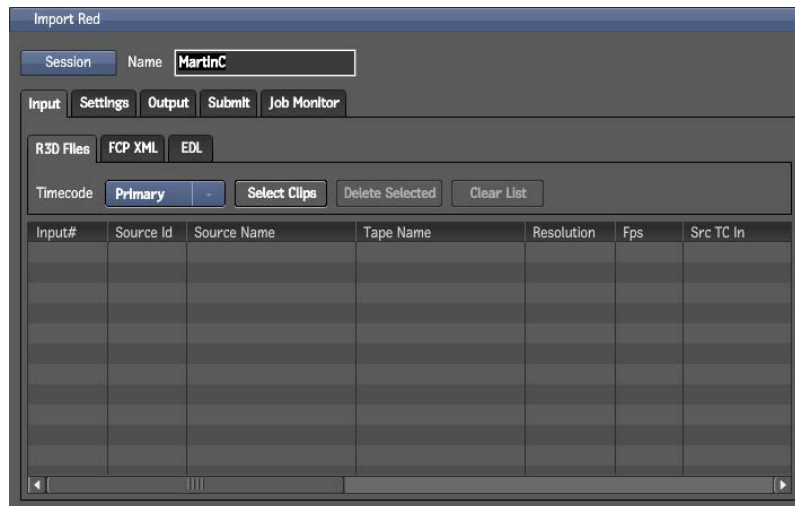 Import Red
Session Name MartinC
Input Settings Output Submit Job Monitor
R3D Files FCP XML EDL
Timecode Primary Select Clips Delete Selected Clear List
Input# Source Id Source Name Tape Name Resolution Fps Src TC In